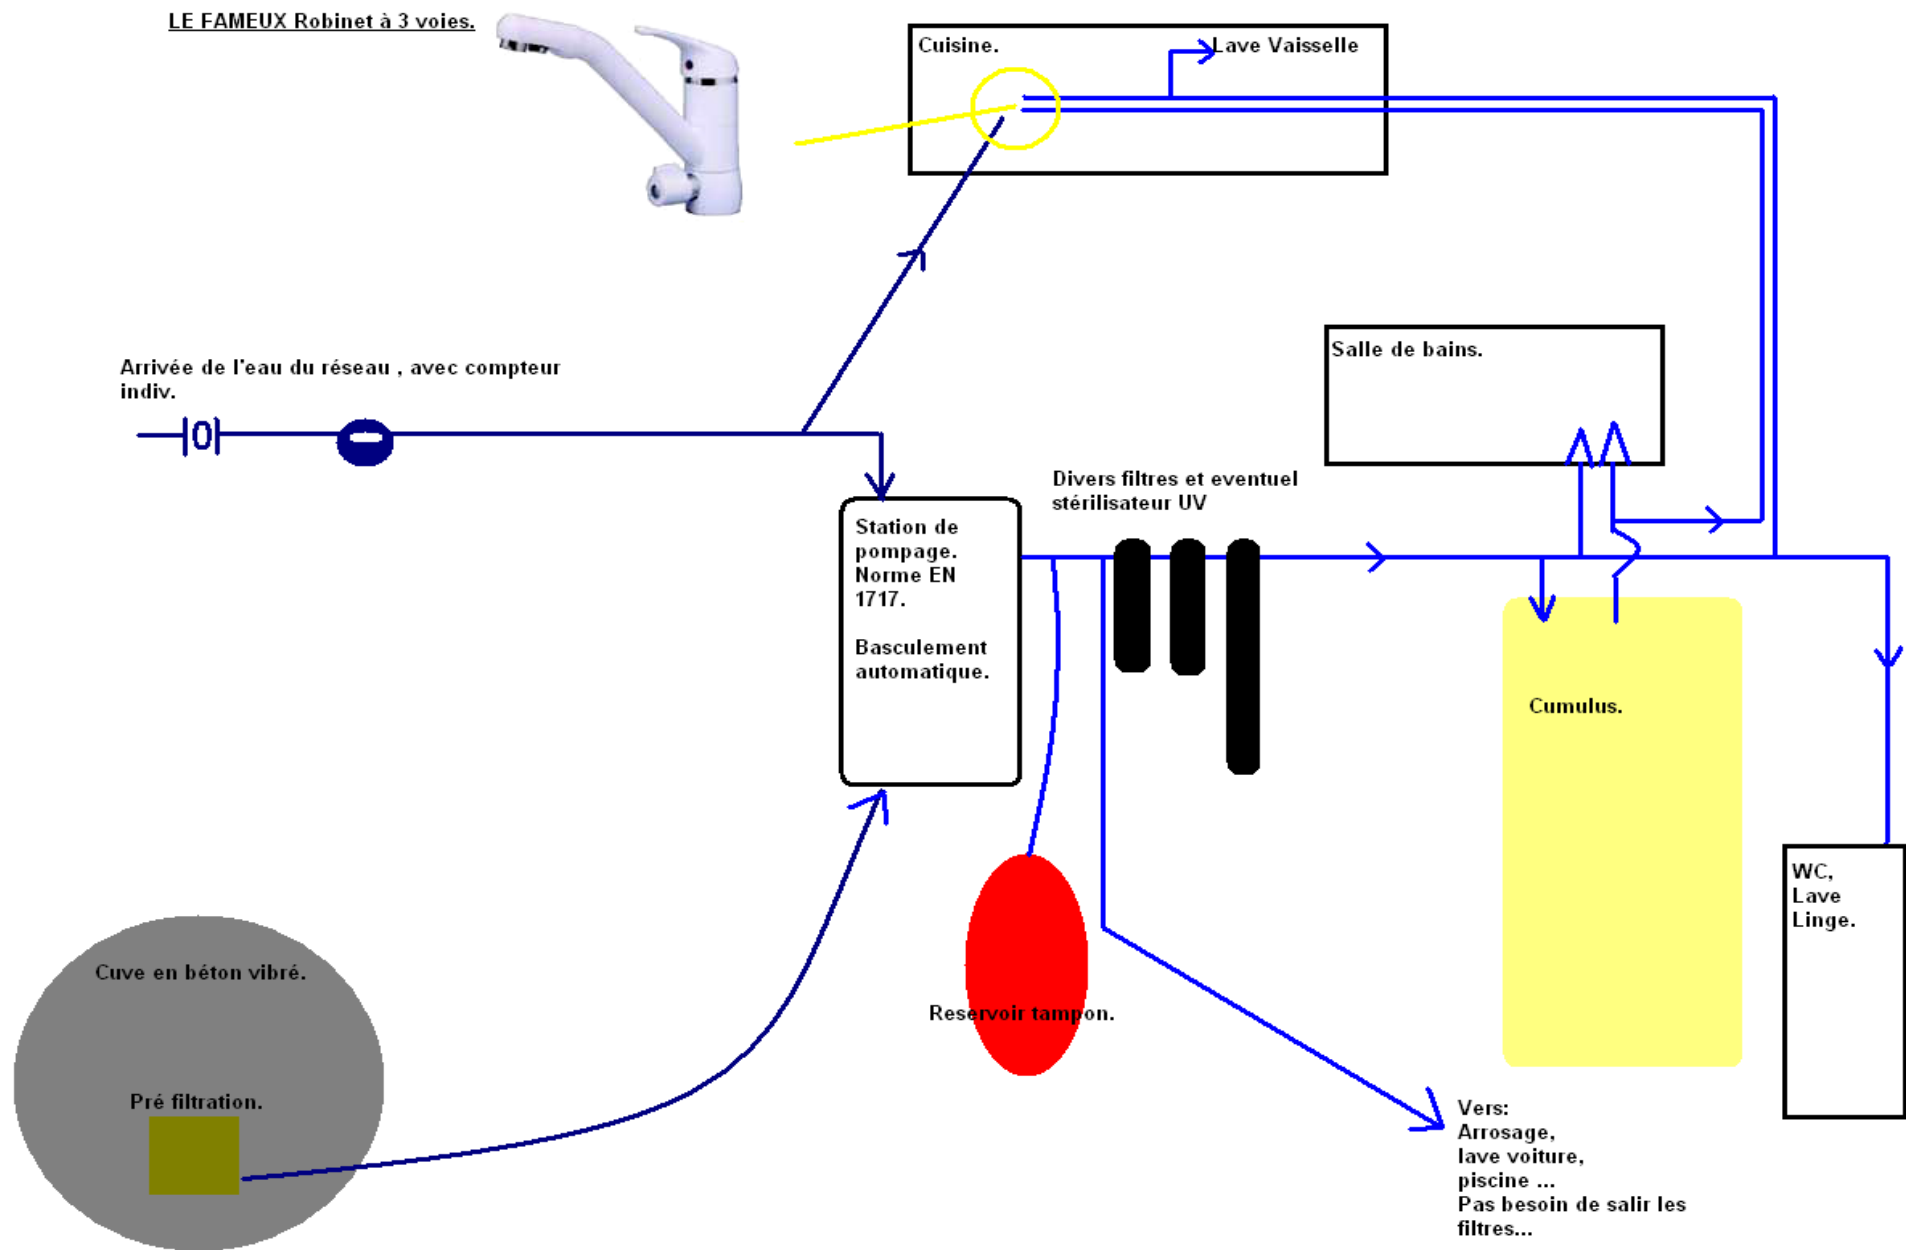 LE FAMEUX Robinet à 3 voies.
Cuisine.
Lave Vaisselle
Arrivée de l'eau du réseau , avec compteur
indiv.
Salle de bains.
Divers filtres et eventuel
stérilisateur UV
Station de
pompage.
Norme EN
1717.
Basculement
automatique.
Cumulus.
WC,
Lave
Linge.
Cuve en béton vibré.
Reservoir tampon.
Pré filtration.
Vers:
Arrosage,
lave voiture,
piscine ...
Pas besoin de salir les
filtres...